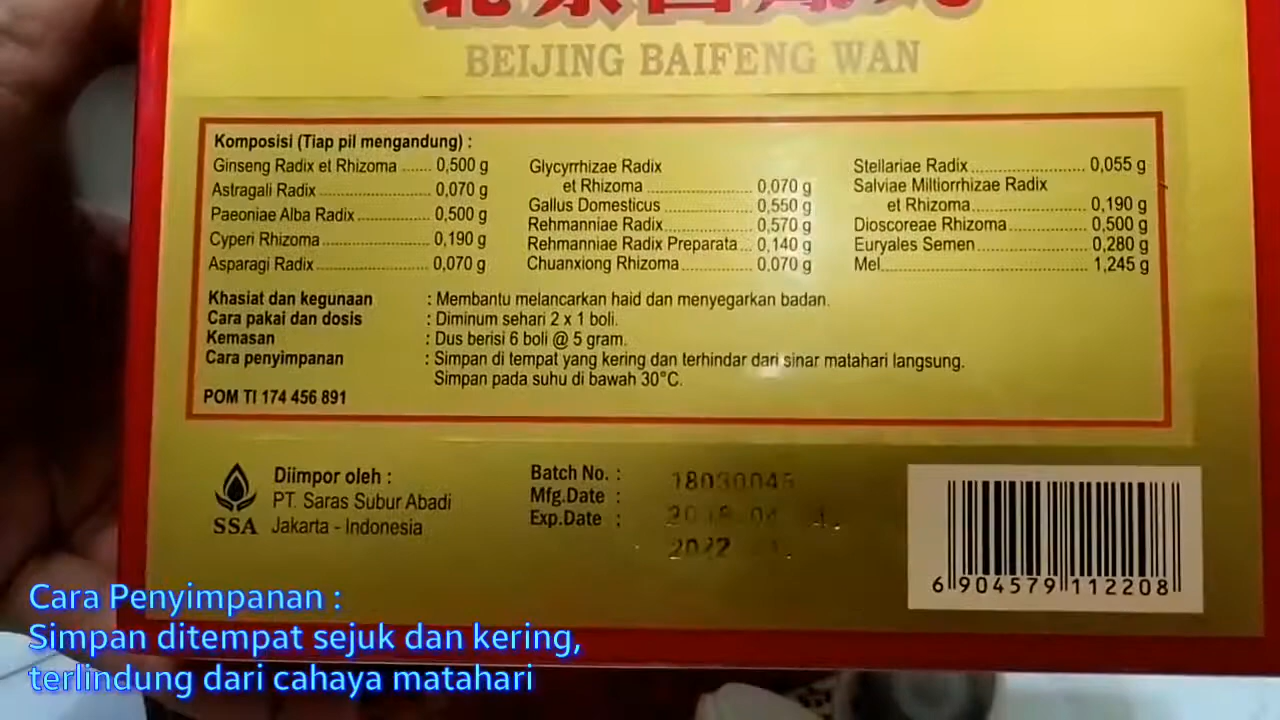 BEIJING BAIFENG WAN
Komposisi (Tiap pil mengandung) :
Ginseng Radix et Rhizoma ...... 0,500 g
Astragali Radix ........................ 0,070 g
Paeoniae Alba Radix ................ 0,500 g
Cyperi Rhizoma ........................ 0,190 g
Asparagi Radix ........................ 0,070 g
Glycyrrhizae Radix
et Rhizoma ........................ 0,070 g
Gallus Domesticus .................... 0,550 g
Rehmanniae Radix .................... 0,570 g
Rehmanniae Radix Preparata ... 0,140 g
Chuanxiong Rhizoma ................ 0,070 g
Stellariae Radix ........................ 0,055 g
Salviae Miltiorrhizae Radix
et Rhizoma ........................ 0,190 g
Dioscoreae Rhizoma ................ 0,500 g
Euryales Semen ........................ 0,280 g
Mel ............................................ 1,245 g
Khasiat dan kegunaan : Membantu melancarkan haid dan menyegarkan badan.
Cara pakai dan dosis : Diminum sehari 2 x 1 boli.
Kemasan : Dus berisi 6 boli @ 5 gram.
Cara penyimpanan : Simpan di tempat yang kering dan terhindar dari sinar matahari langsung.
Simpan pada suhu di bawah 30°C.
POM TI 174 456 891
SSA
Diimpor oleh :
PT. Saras Subur Abadi
Jakarta - Indonesia
Batch No. :
Mfg.Date :
Exp.Date :
2022
6 904579 112208
Cara Penyimpanan :
Simpan ditempat sejuk dan kering,
terlindung dari cahaya matahari